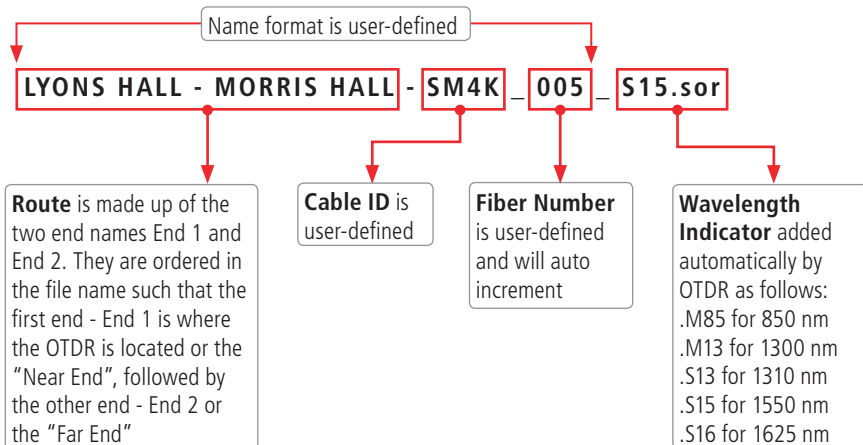 Name format is user-defined
LYONS HALL - MORRIS HALL - SM4K _ 005 _ S15.sor
Route is made up of the
two end names End 1 and
End 2. They are ordered in
the file name such that the
first end - End 1 is where
the OTDR is located or the
“Near End”, followed by
the other end - End 2 or
the “Far End”
Cable ID is
user-defined
Fiber Number
is user-defined
and will auto
increment
Wavelength
Indicator added
automatically by
OTDR as follows:
.M85 for 850 nm
.M13 for 1300 nm
.S13 for 1310 nm
.S15 for 1550 nm
.S16 for 1625 nm